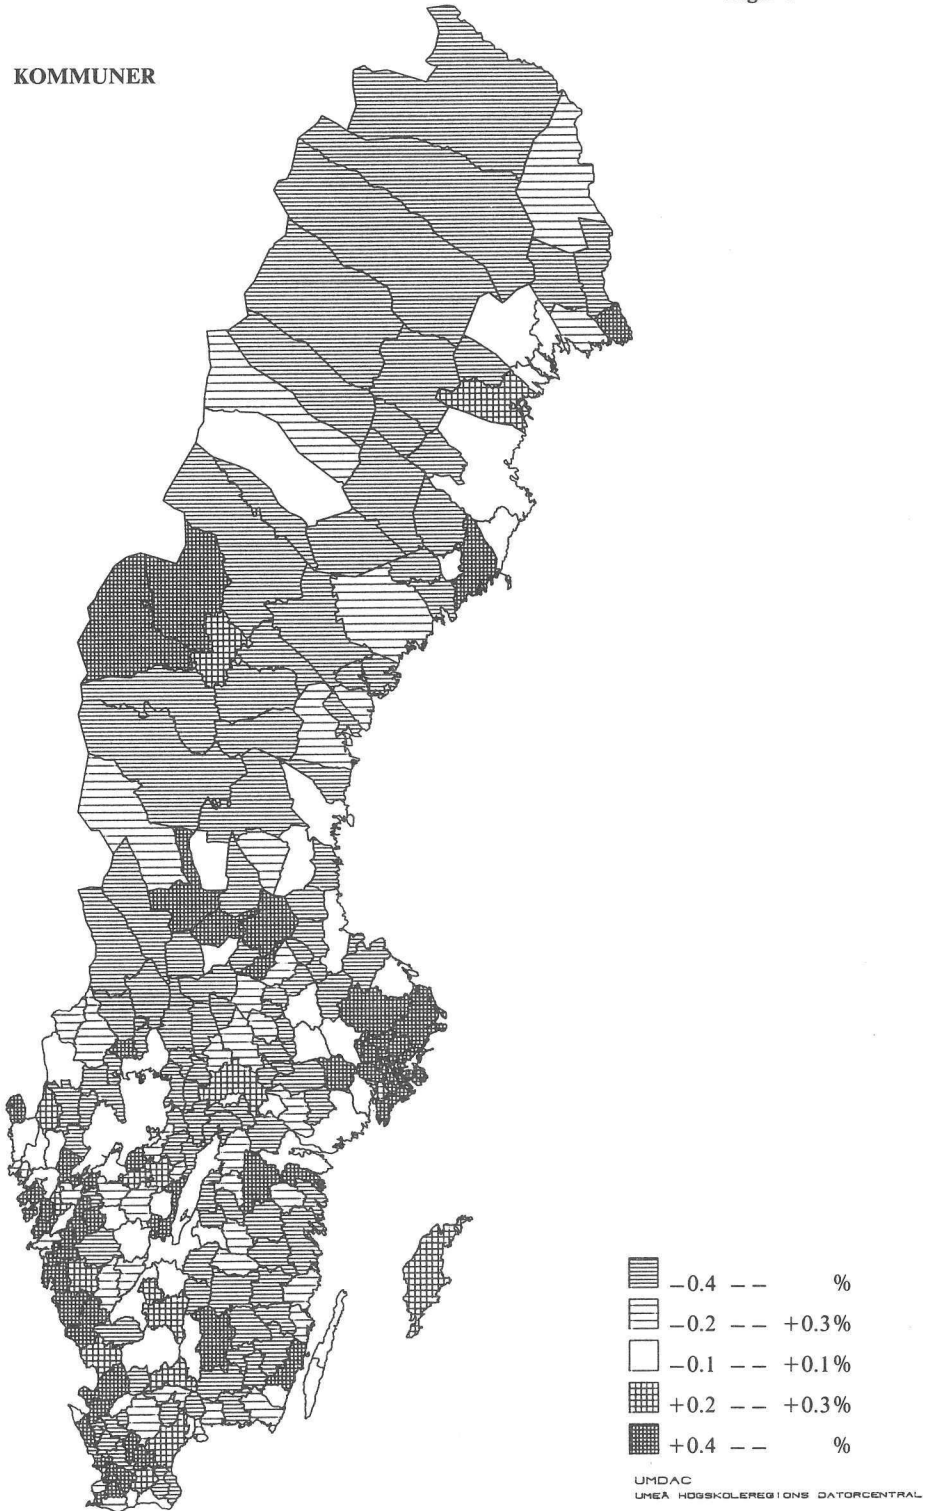 KOMMUNER
−0.4 −− %
−0.2 −− +0.3%
−0.1 −− +0.1%
+0.2 −− +0.3%
+0.4 −− %
UMDAC
UMEÅ HÖGSKOLEREGIONS DATORCENTRAL